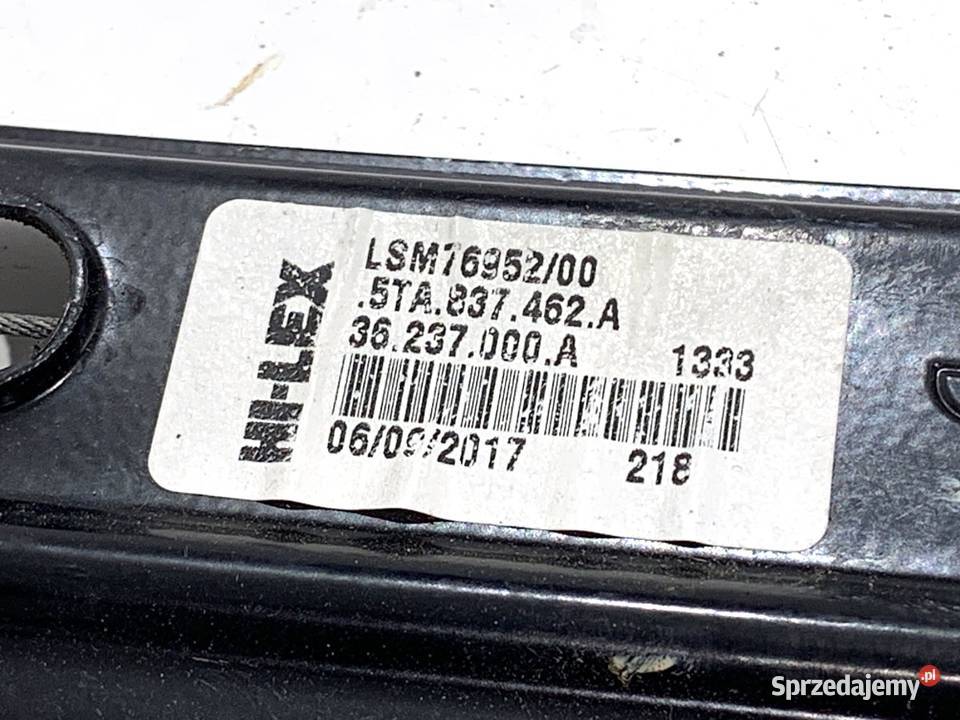 HI-LEX
LSM76952/00
.5TA.837.462.A
36.237.000.A 1333
06/09/2017 218
Sprzedajemy.pl